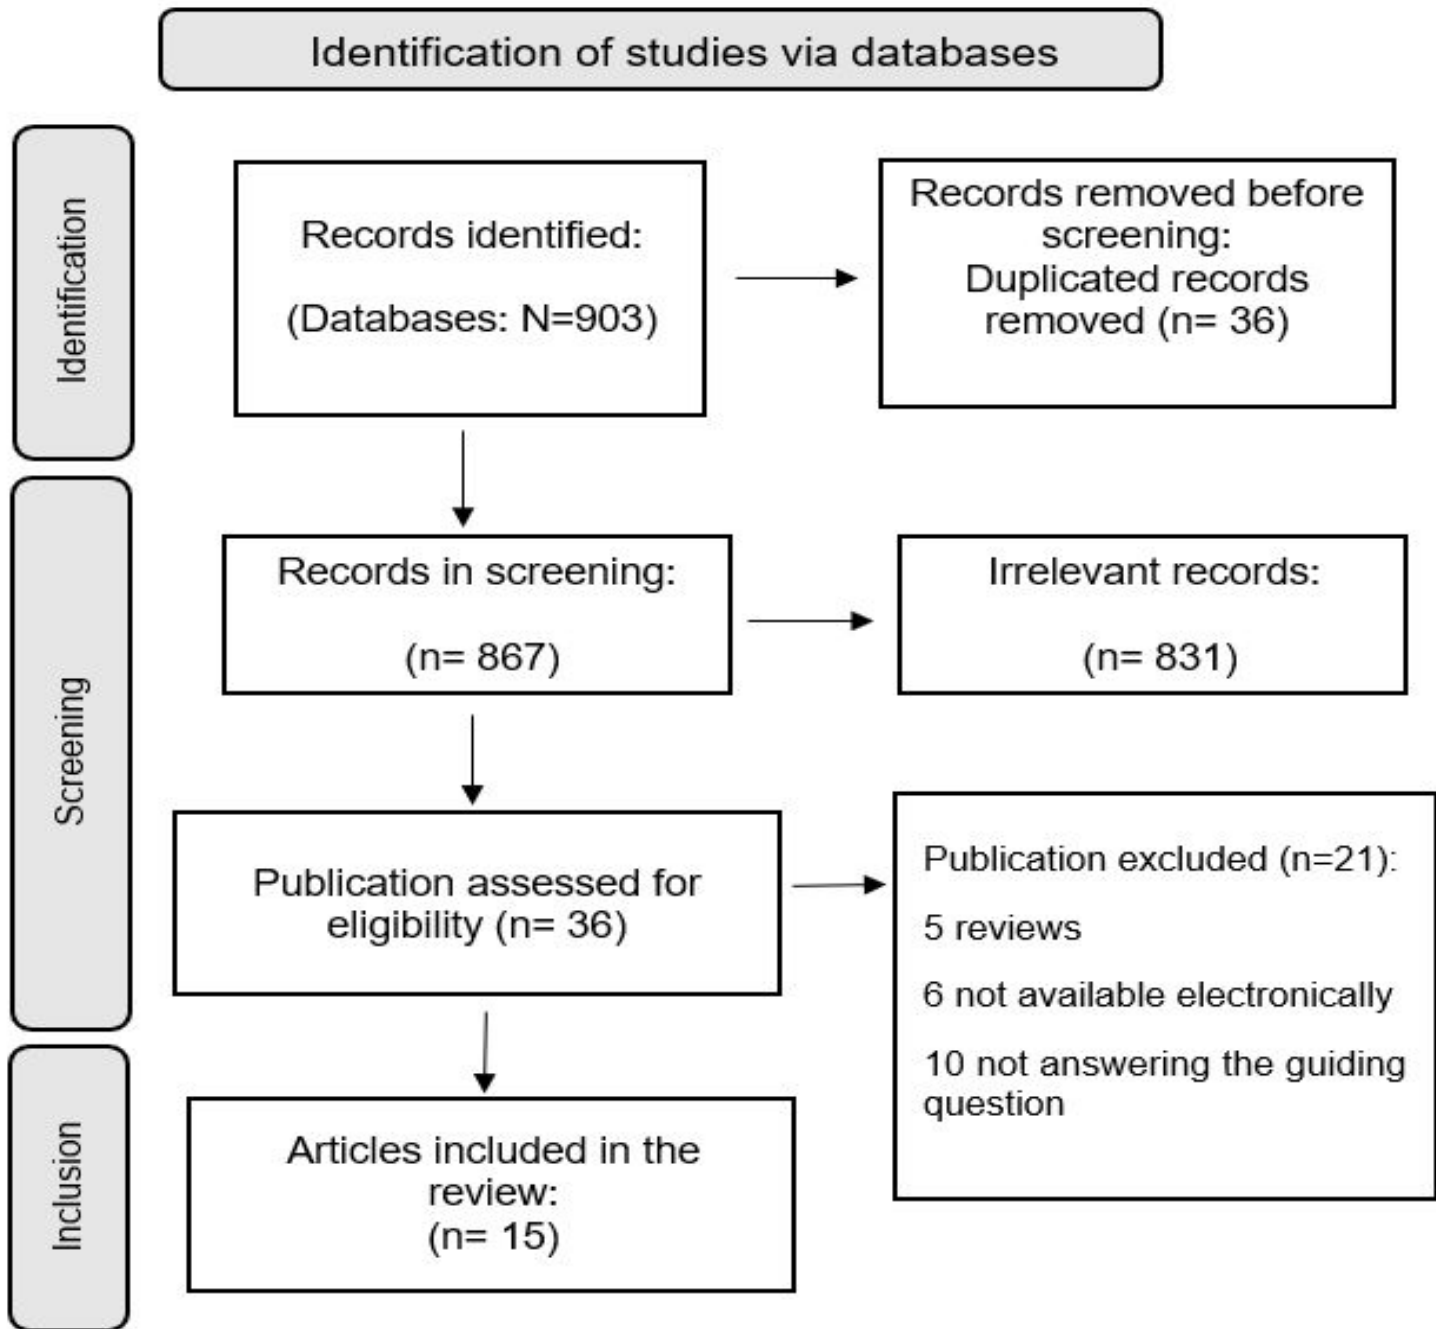 Identification of studies via databases
Identification
Records identified:
(Databases: N=903)
Records removed before
screening:
Duplicated records
removed (n= 36)
Screening
Records in screening:
(n= 867)
Irrelevant records:
(n= 831)
Publication assessed for
eligibility (n= 36)
Publication excluded (n=21):
5 reviews
6 not available electronically
10 not answering the guiding
question
Inclusion
Articles included in the
review:
(n= 15)